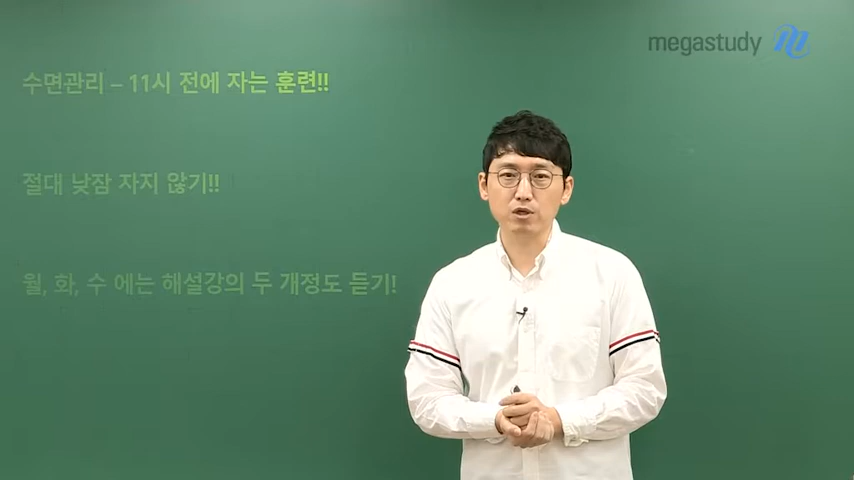 megastudy
수면관리 – 11시 전에 자는 훈련!!
절대 낮잠 자지 않기!!
월, 화, 수 에는 해설강의 두 개정도 듣기!